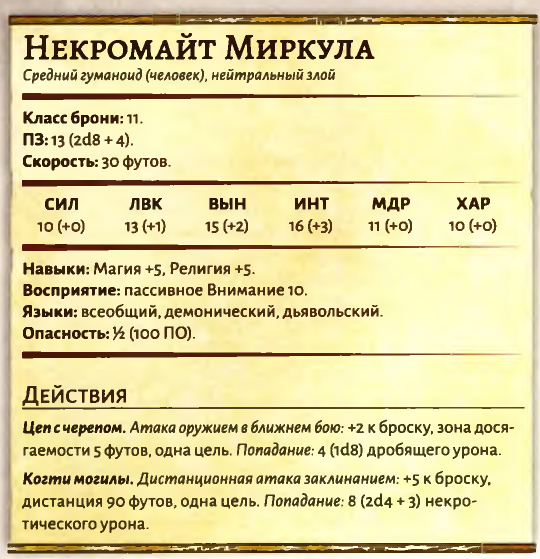 Некромайт Миркула
Средний гуманоид (человек), нейтральный злой
Класс брони: 11.
ПЗ: 13 (2d8 + 4).
Скорость: 30 футов.
СИЛ ЛВК ВЫН ИНТ МДР ХАР
10 (+0) 13 (+1) 15 (+2) 16 (+3) 11 (+0) 10 (+0)
Навыки: Магия +5, Религия +5.
Восприятие: пассивное Внимание 10.
Языки: всеобщий, демонический, дьявольский.
Опасность: ½ (100 ПО).
Действия
Цеп с черепом. Атака оружием в ближнем бою: +2 к броску, зона дося-
гаемости 5 футов, одна цель. Попадание: 4 (1d8) дробящего урона.
Когти могилы. Дистанционная атака заклинанием: +5 к броску,
дистанция 90 футов, одна цель. Попадание: 8 (2d4 + 3) некро-
тического урона.